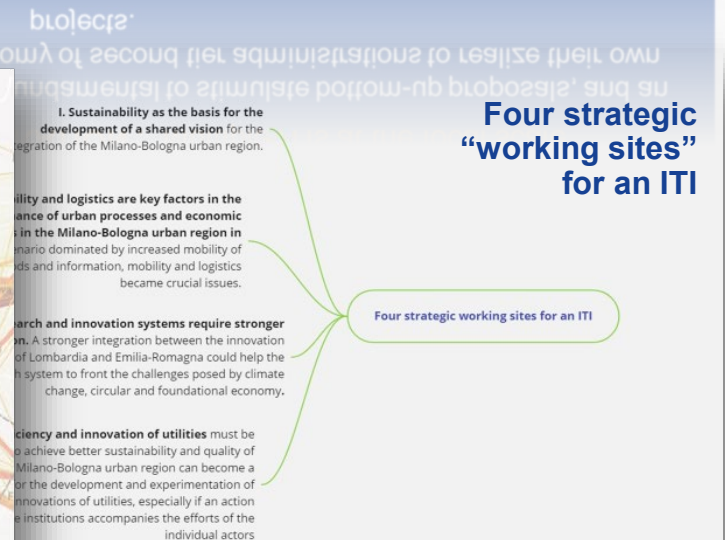 projects.
omy of second tier administrations to realize their own
undamental to stimulate bottom-up proposals, and an
Four strategic
“working sites”
for an ITI
I. Sustainability as the basis for the
development of a shared vision for the
tegration of the Milano-Bologna urban region.
ility and logistics are key factors in the
ance of urban processes and economic
s in the Milano-Bologna urban region in
enario dominated by increased mobility of
ds and information, mobility and logistics
became crucial issues.
earch and innovation systems require stronger
on. A stronger integration between the innovation
of Lombardia and Emilia-Romagna could help the
h system to front the challenges posed by climate
change, circular and foundational economy.
ciency and innovation of utilities must be
o achieve better sustainability and quality of
Milano-Bologna urban region can become a
or the development and experimentation of
nnovations of utilities, especially if an action
e institutions accompanies the efforts of the
individual actors
Four strategic working sites for an ITI